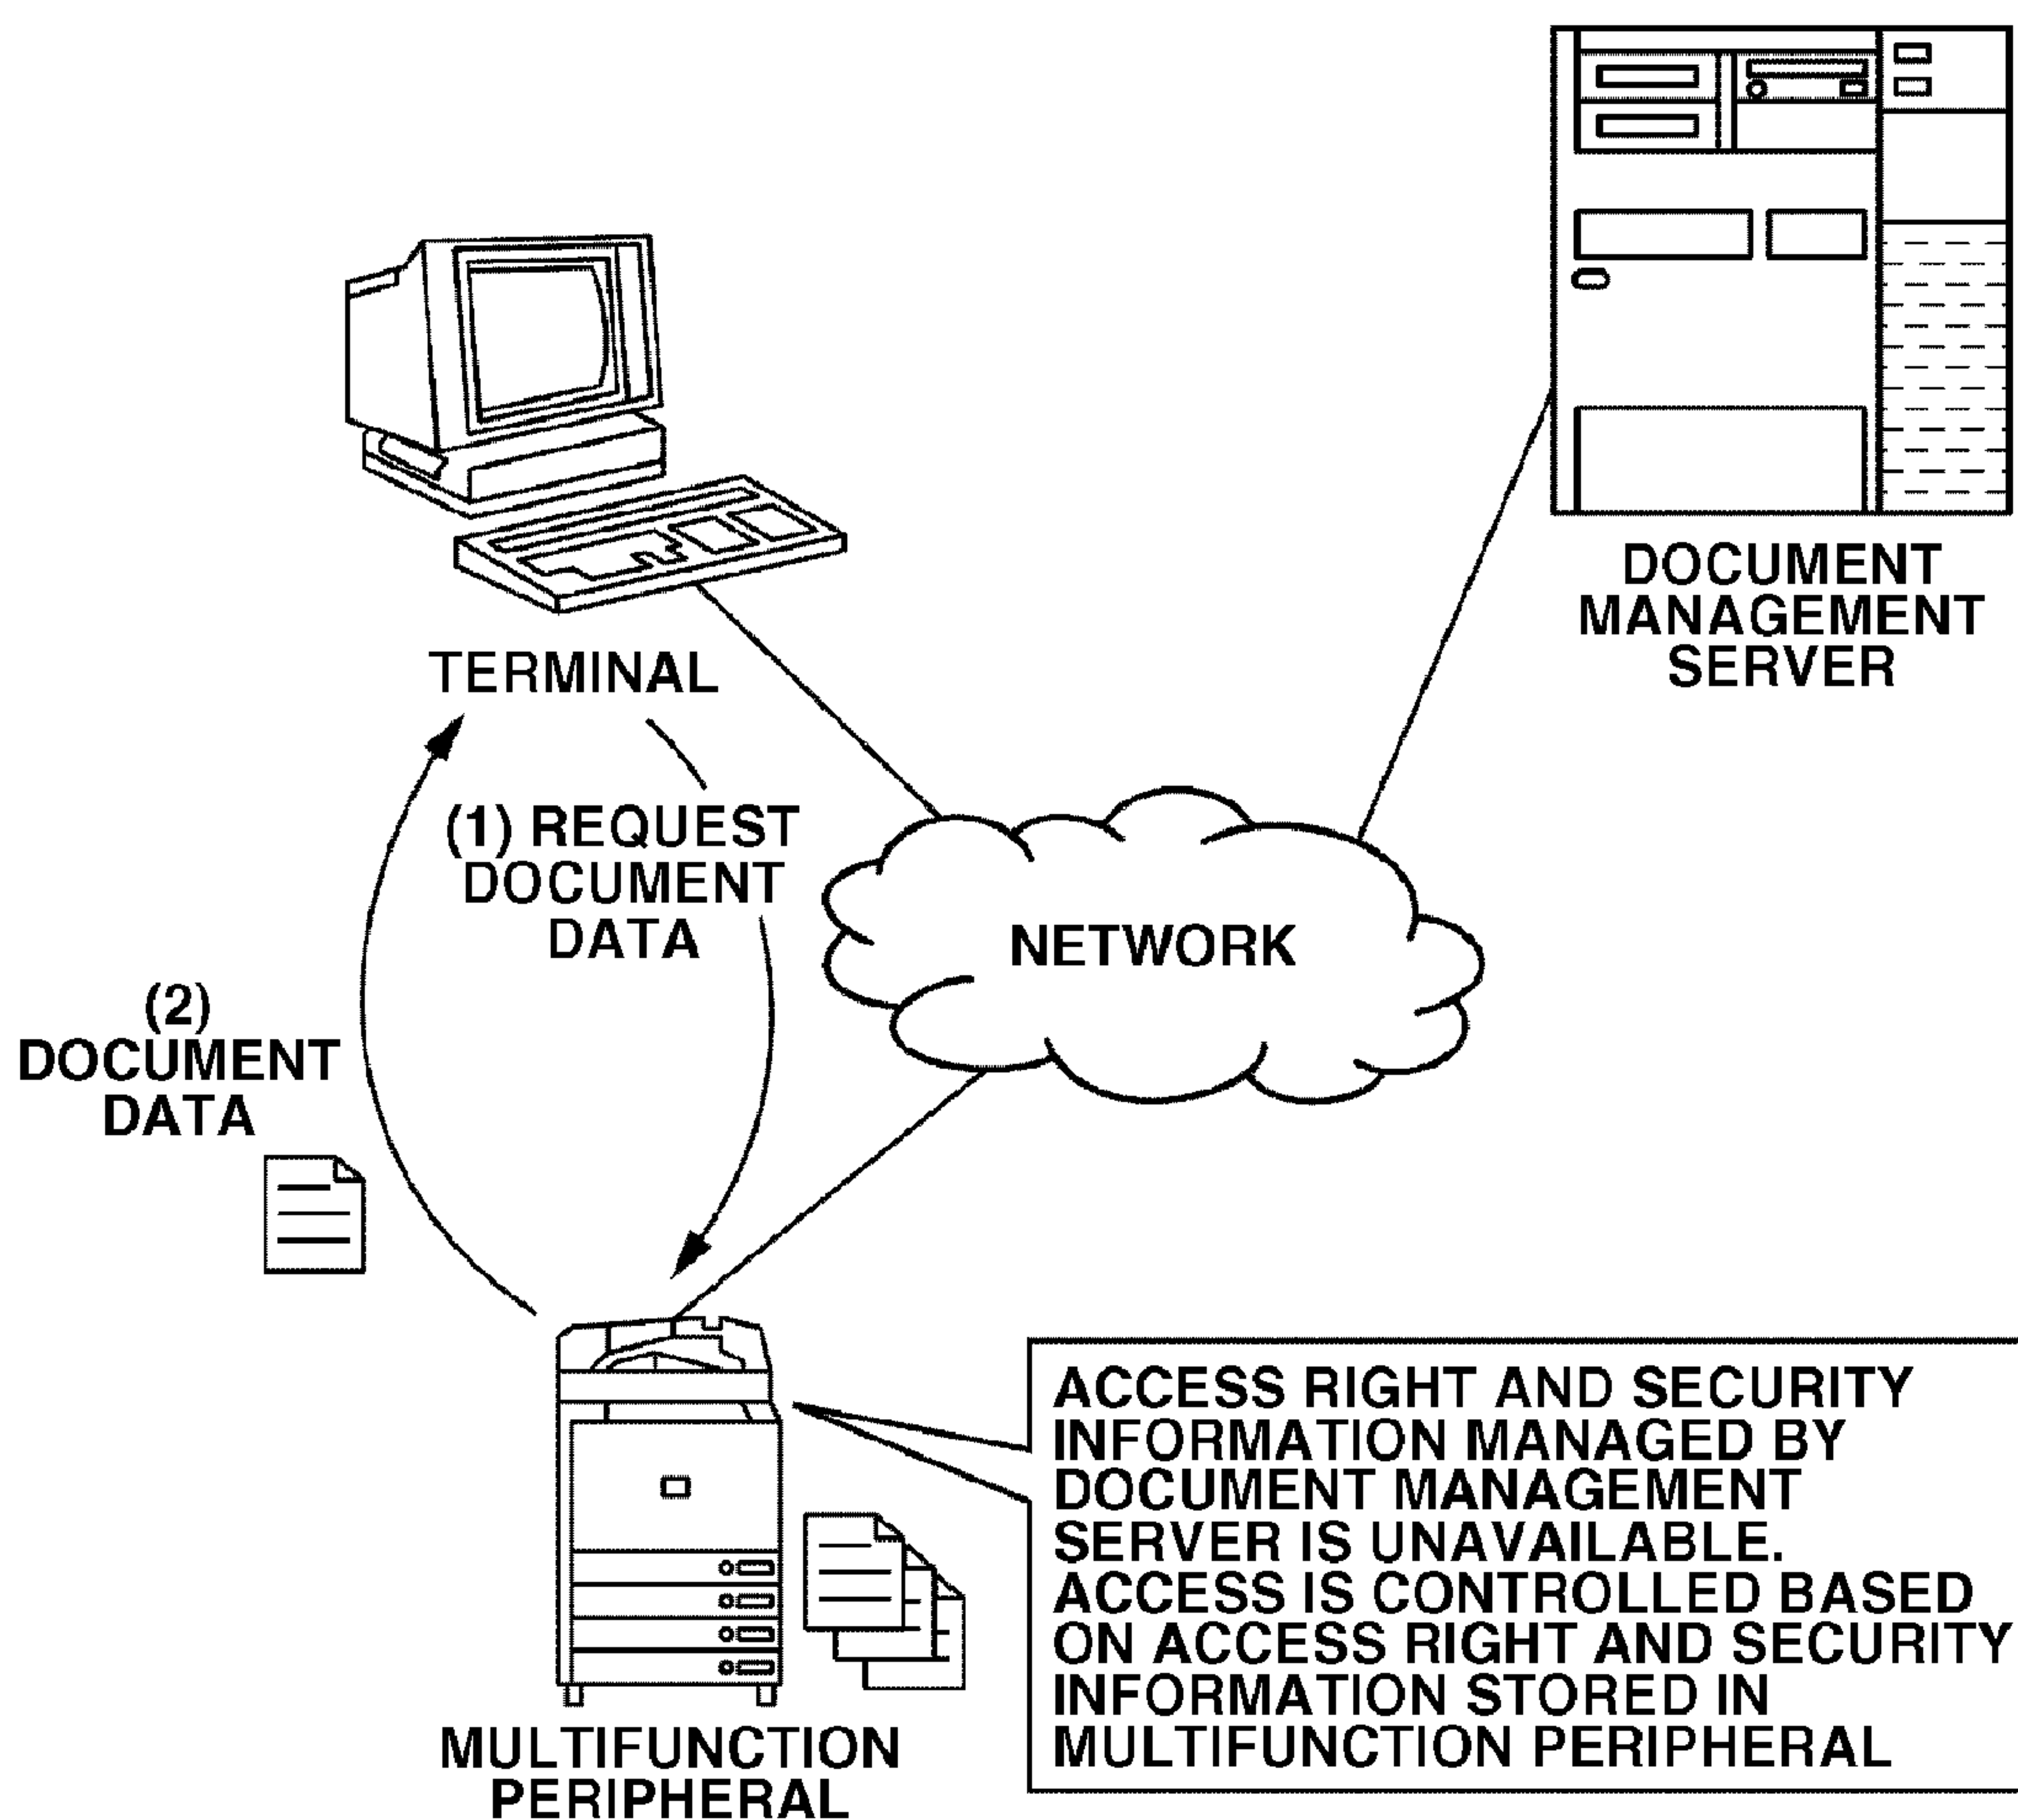 DOCUMENT
MANAGEMENT
SERVER
TERMINAL
(1) REQUEST
DOCUMENT
DATA
NETWORK
(2)
DOCUMENT
DATA
ACCESS RIGHT AND SECURITY
INFORMATION MANAGED BY
DOCUMENT MANAGEMENT
SERVER IS UNAVAILABLE.
ACCESS IS CONTROLLED BASED
ON ACCESS RIGHT AND SECURITY
INFORMATION STORED IN
MULTIFUNCTION PERIPHERAL
MULTIFUNCTION
PERIPHERAL